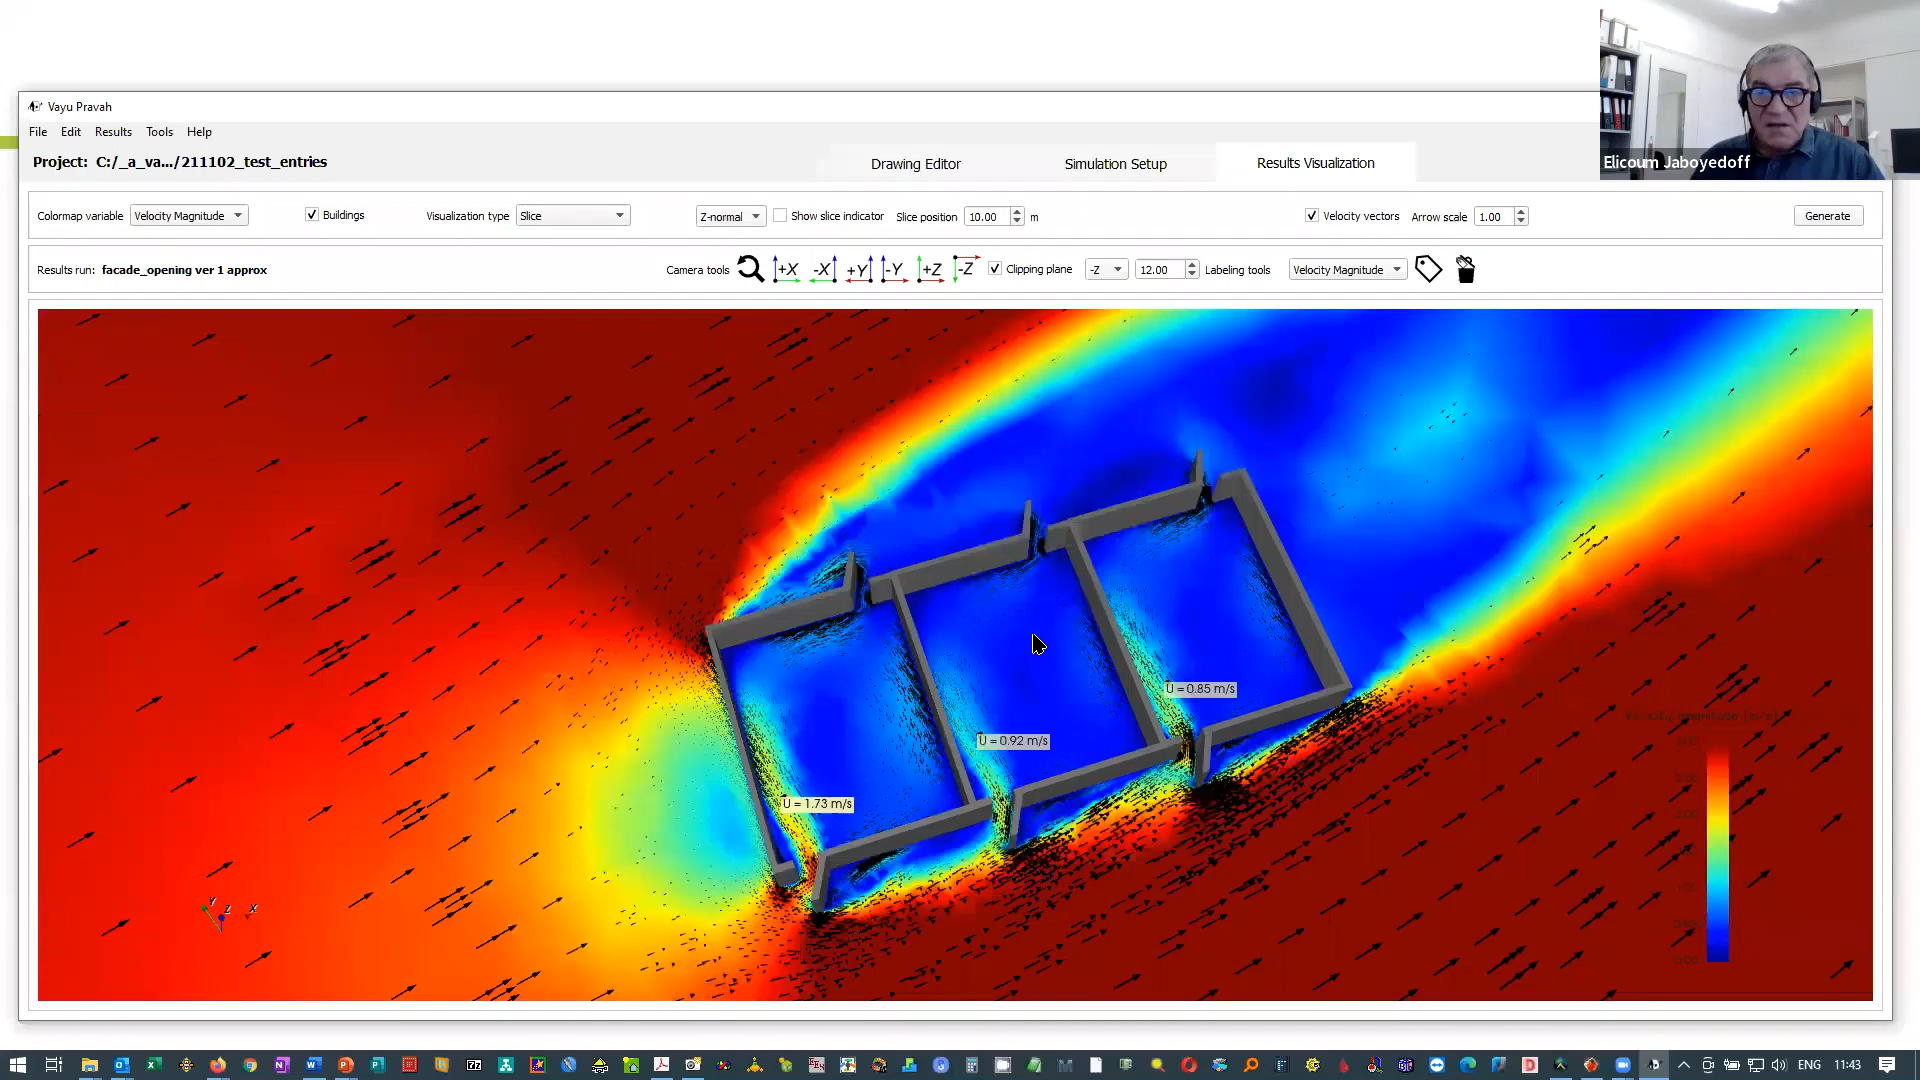 Vayu Pravah
File Edit Results Tools Help
Elicoum Jaboyedoff
Project: C:/_a_va.../211102_test_entries
Drawing Editor Simulation Setup Results Visualization
Colormap variable Velocity Magnitude Buildings Visualization type Slice Z-normal Show slice indicator Slice position 10.00 m Velocity vectors Arrow scale 1.00 Generate
Results run: facade_opening ver 1 approx Camera tools +X -X +Y -Y +Z -Z Clipping plane -Z 12.00 Labeling tools Velocity Magnitude
U = 0.85 m/s
U = 0.92 m/s
U = 1.73 m/s
Velocity Magnitude [m/s]
Y Z X
ENG 11:43